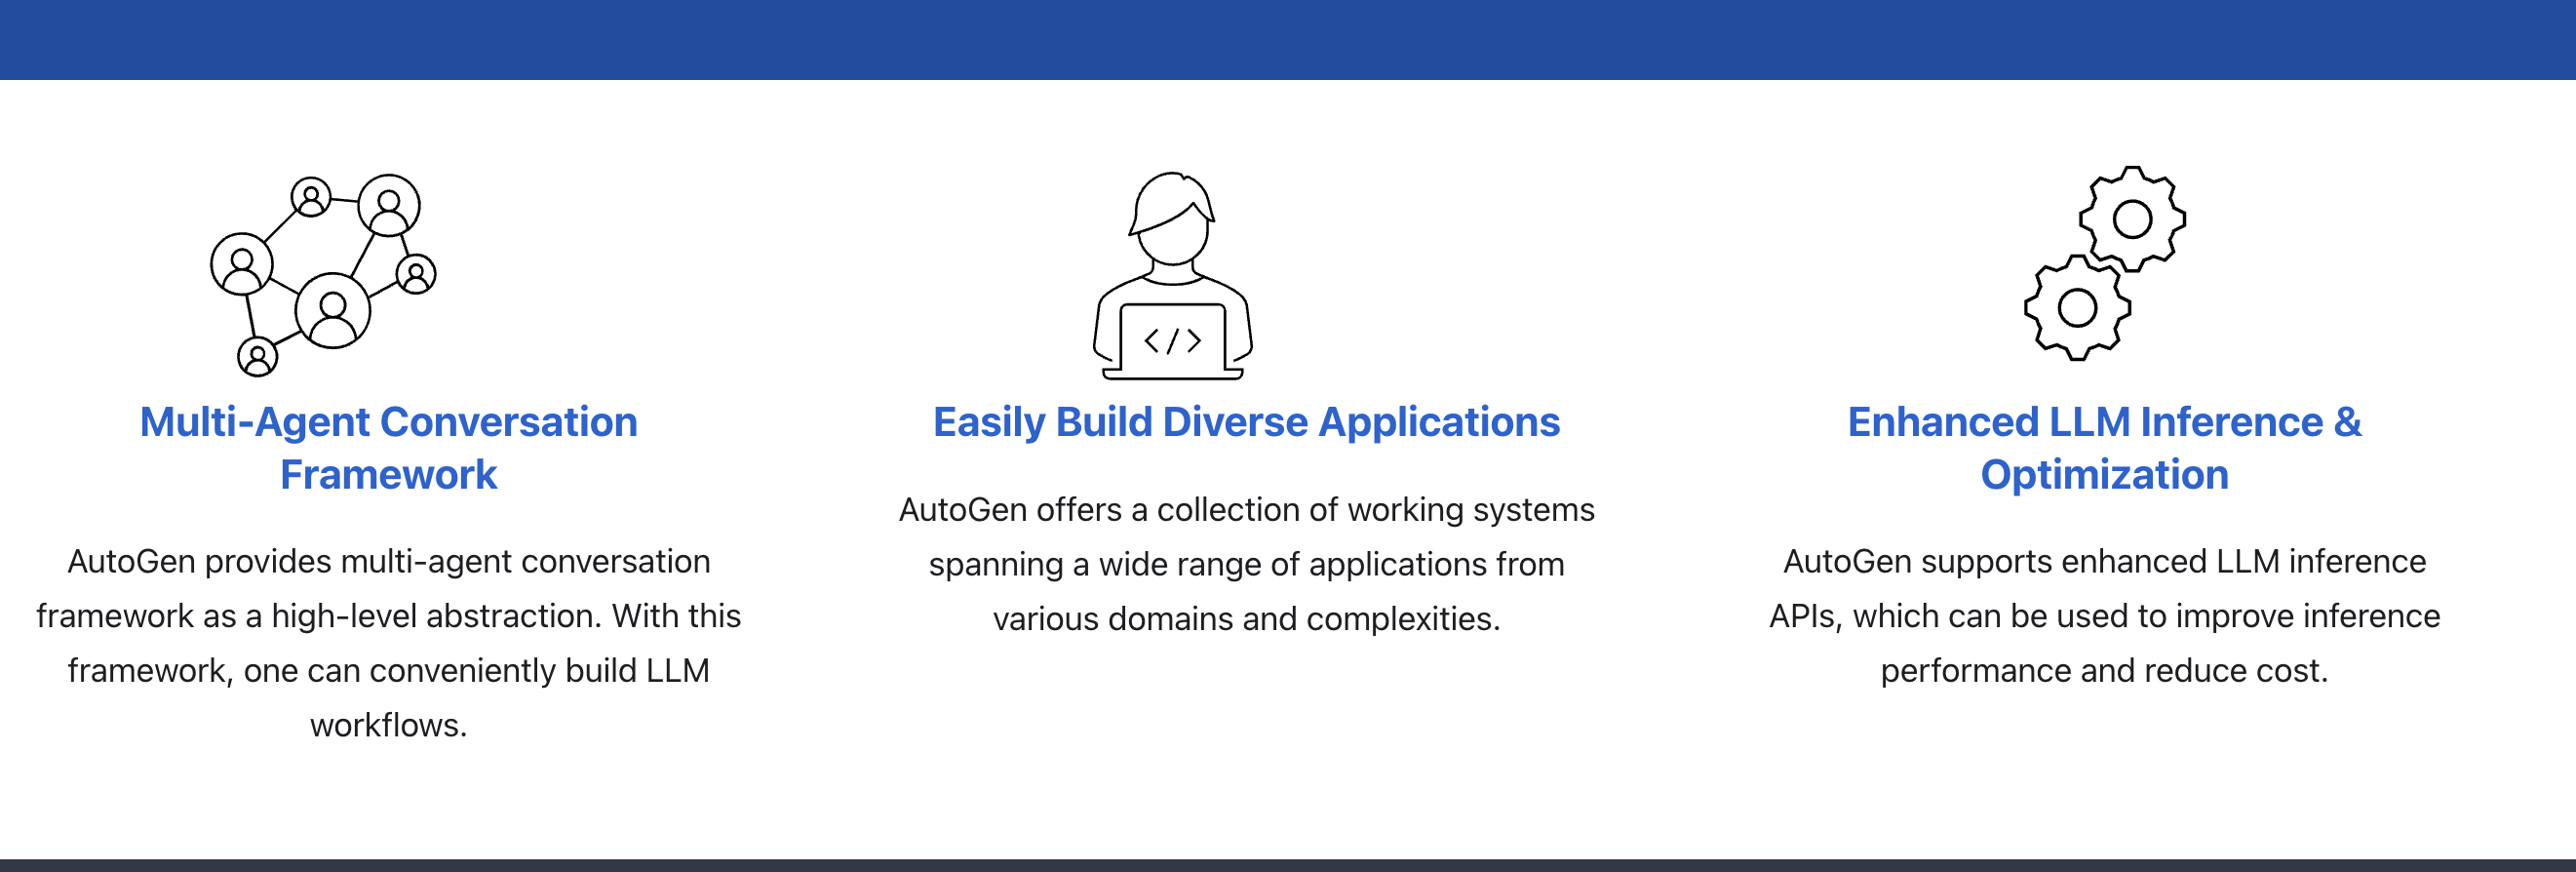 </>
Multi-Agent Conversation
Framework
AutoGen provides multi-agent conversation
framework as a high-level abstraction. With this
framework, one can conveniently build LLM
workflows.
Easily Build Diverse Applications
AutoGen offers a collection of working systems
spanning a wide range of applications from
various domains and complexities.
Enhanced LLM Inference &
Optimization
AutoGen supports enhanced LLM inference
APIs, which can be used to improve inference
performance and reduce cost.